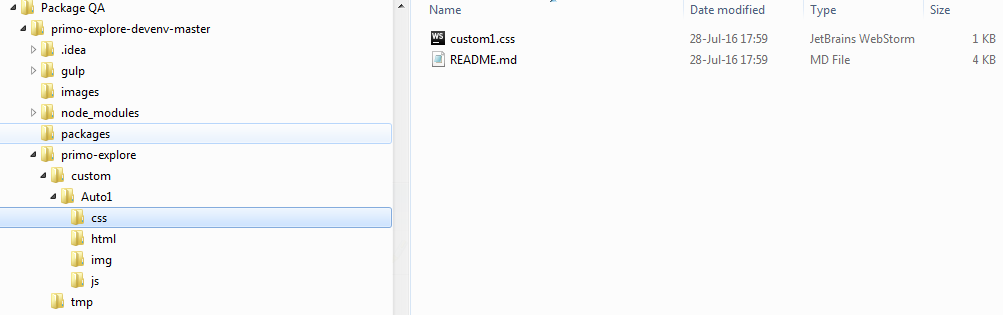 Package QA
primo-explore-devenv-master
.idea
gulp
images
node_modules
packages
primo-explore
custom
Auto1
css
html
img
js
tmp
Name Date modified Type Size
WS custom1.css 28-Jul-16 17:59 JetBrains WebStorm 1 KB
README.md 28-Jul-16 17:59 MD File 4 KB